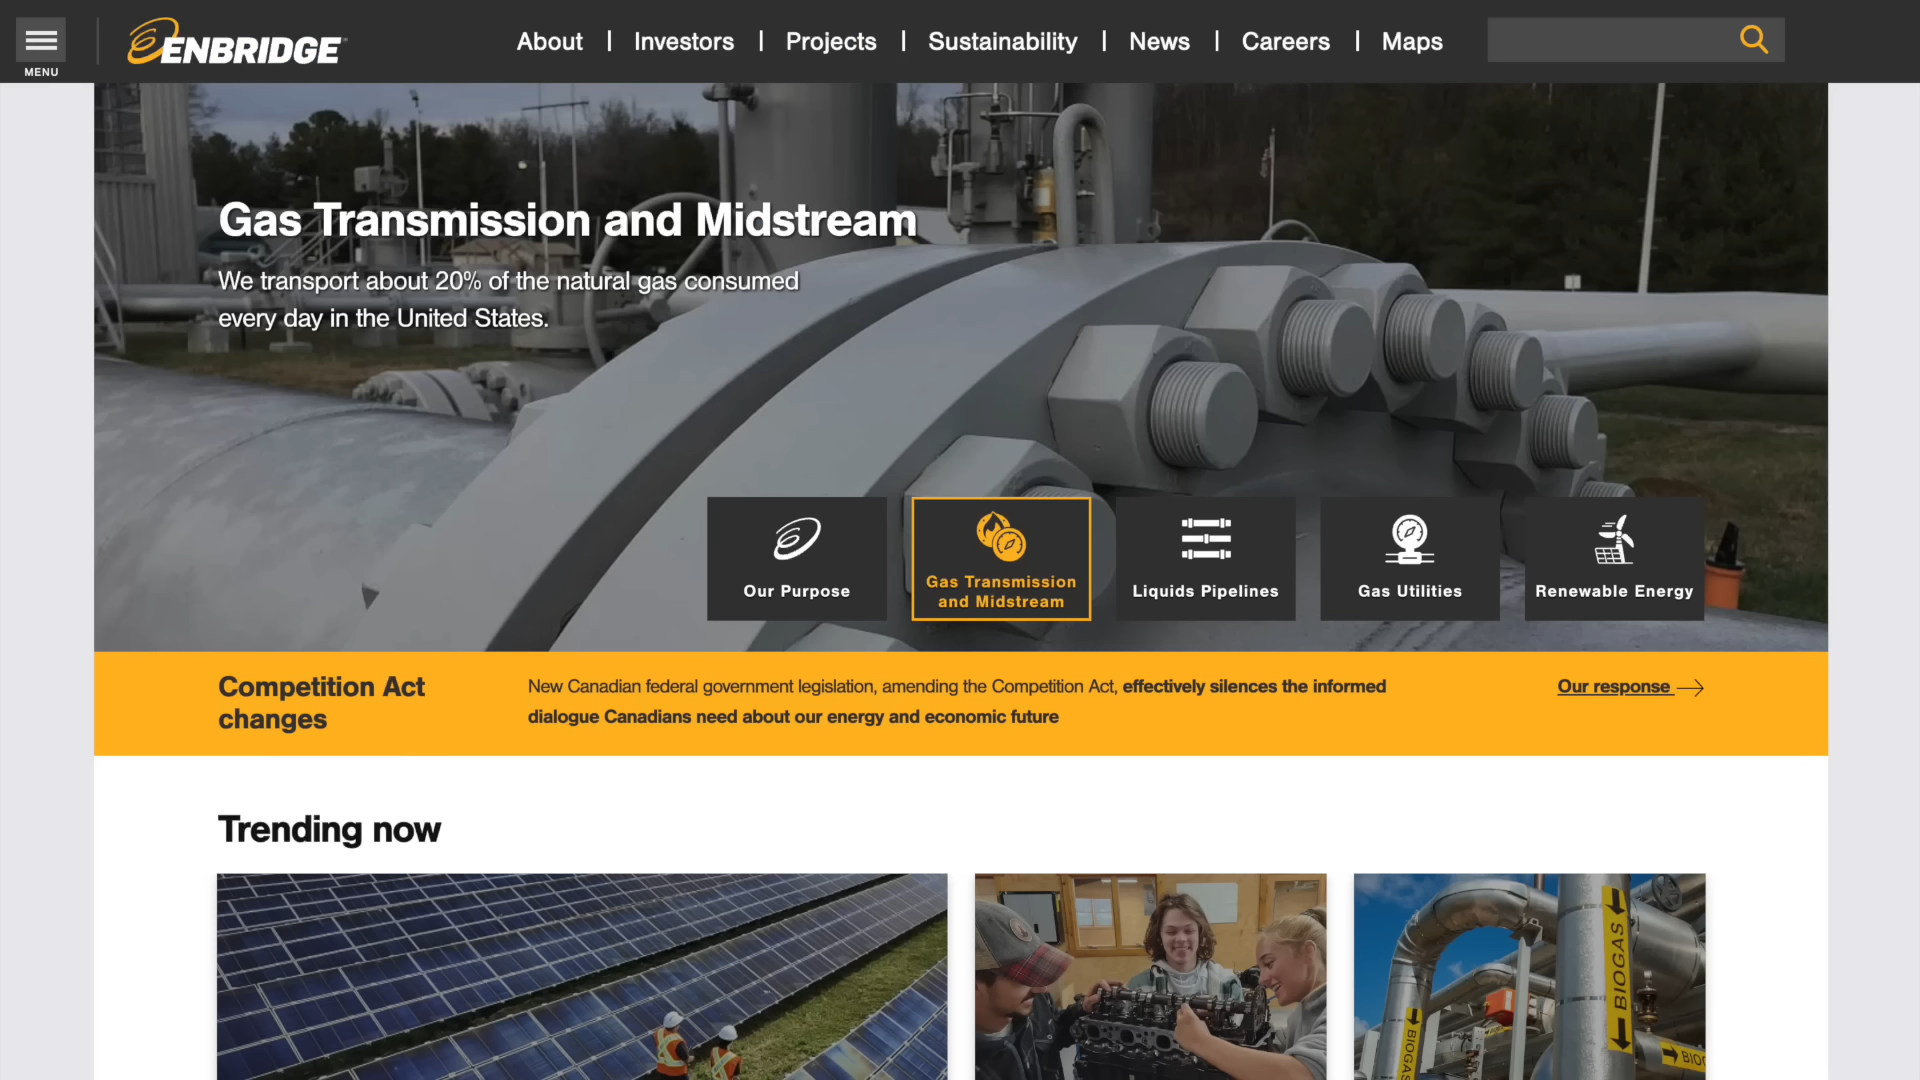 MENU
ENBRIDGE
About | Investors | Projects | Sustainability | News | Careers | Maps
Gas Transmission and Midstream
We transport about 20% of the natural gas consumed
every day in the United States.
Our Purpose
Gas Transmission
and Midstream
Liquids Pipelines
Gas Utilities
Renewable Energy
Competition Act
changes
New Canadian federal government legislation, amending the Competition Act, effectively silences the informed
dialogue Canadians need about our energy and economic future
Our response
Trending now
BIOGAS
BIOGAS
BIOG